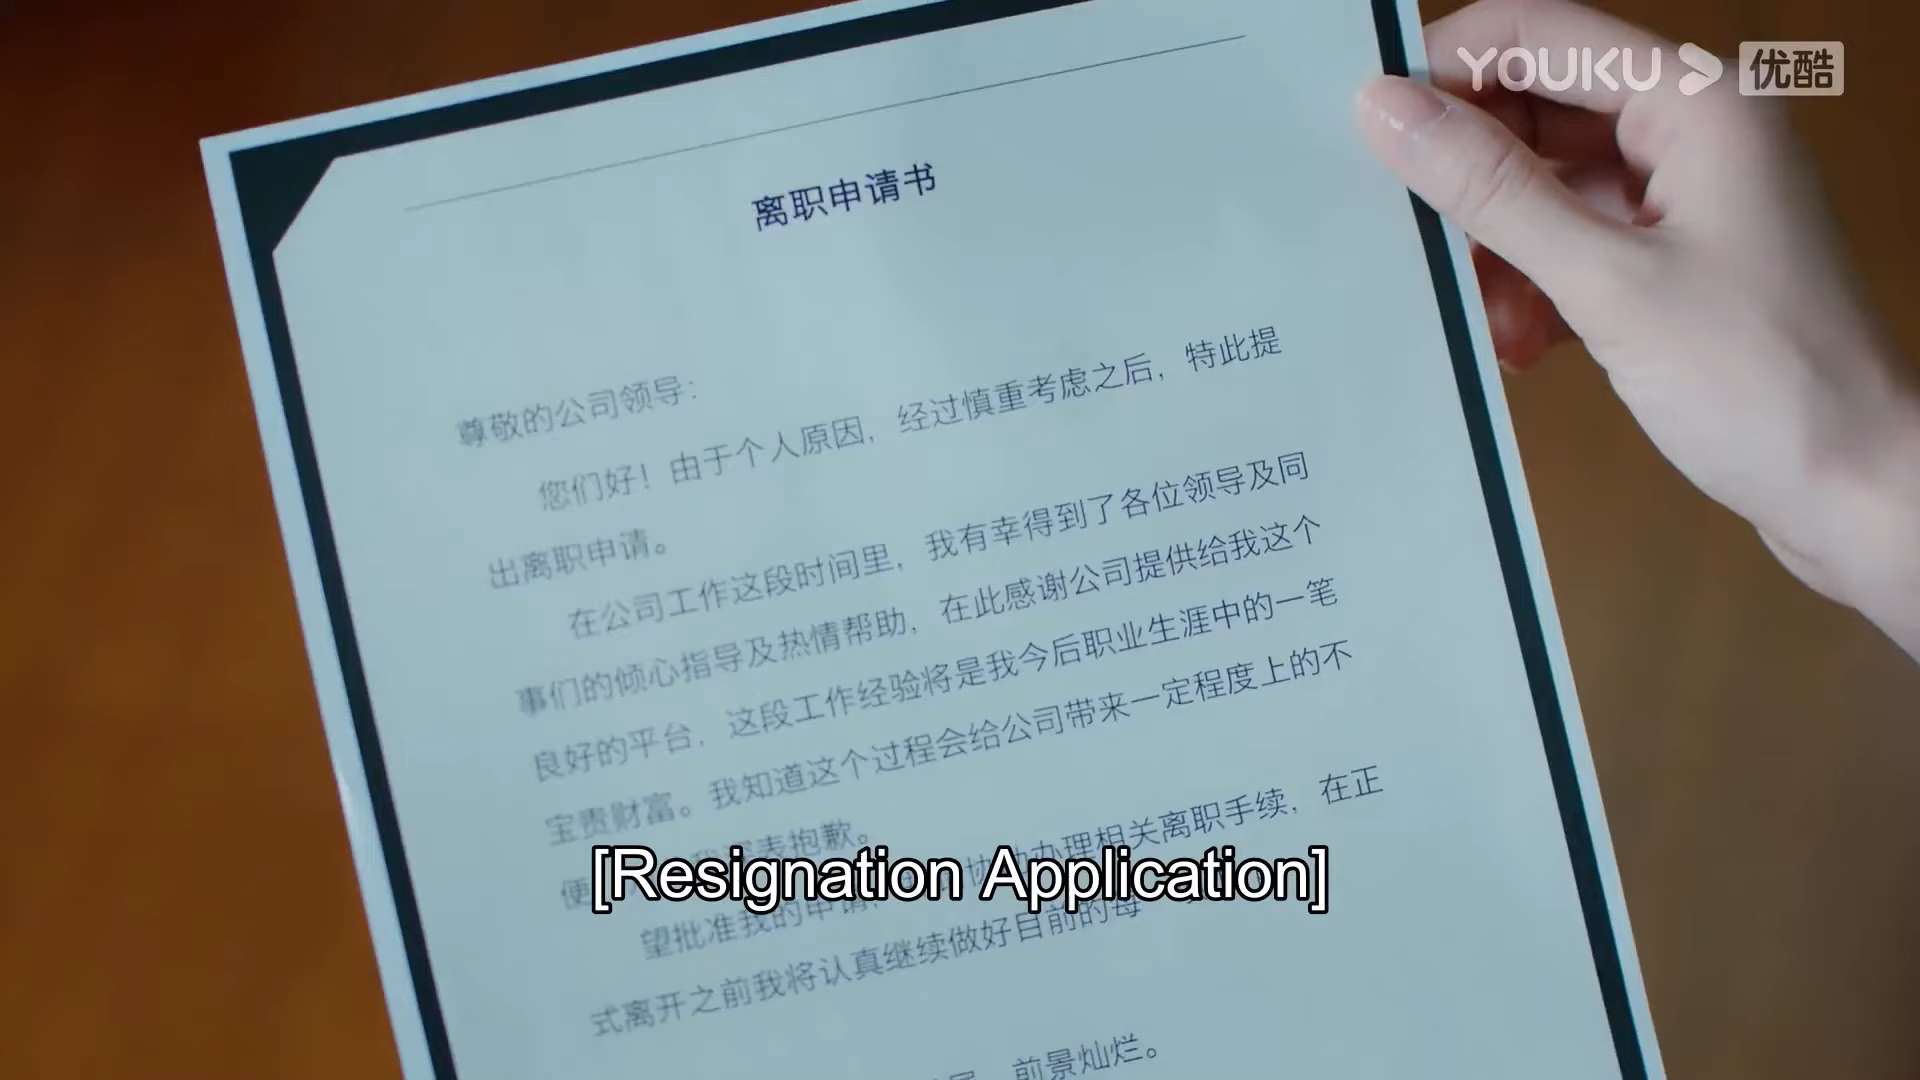 YOUKU 优酷
离职申请书
尊敬的公司领导：
您们好！由于个人原因，经过慎重考虑之后，特此提
出离职申请。
在公司工作这段时间里，我有幸得到了各位领导及同
事们的倾心指导及热情帮助，在此感谢公司提供给我这个
良好的平台，这段工作经验将是我今后职业生涯中的一笔
宝贵财富。我知道这个过程会给公司带来一定程度上的不
便 深表抱歉。
望批准我的申请， 办理相关离职手续，在正
式离开之前我将认真继续做好目前的每一
前景灿烂。
[Resignation Application]